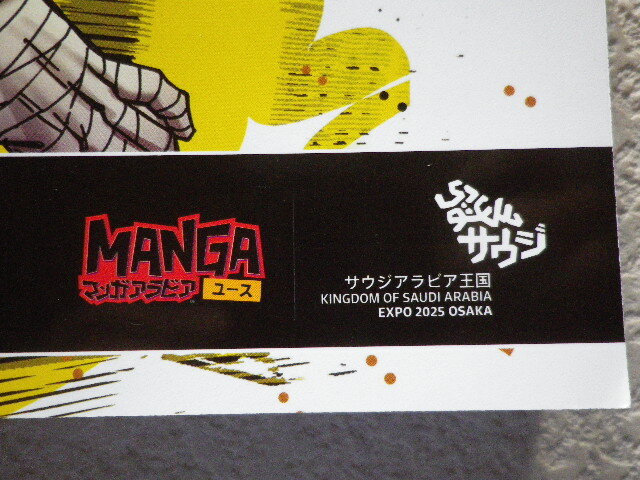 MANGA
マンガアラビア
ユース
サウジ
サウジアラビア王国
KINGDOM OF SAUDI ARABIA
EXPO 2025 OSAKA